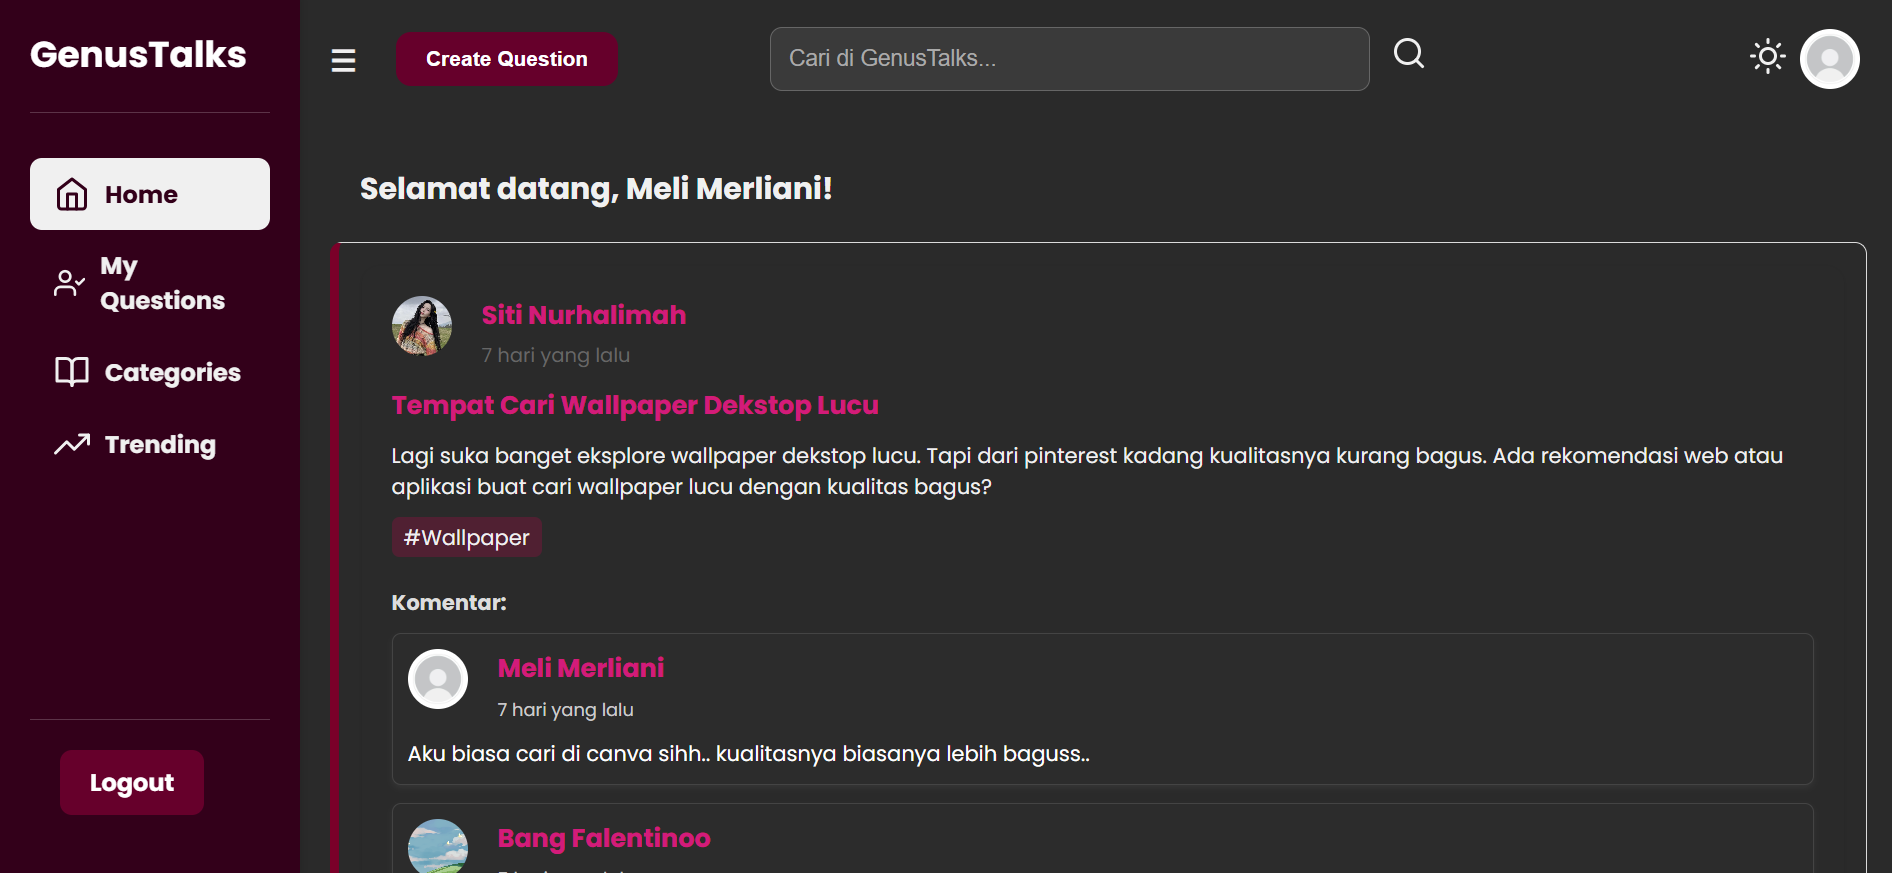 GenusTalks
Create Question
Cari di GenusTalks...
Home
My
Questions
Categories
Trending
Logout
Selamat datang, Meli Merliani!
Siti Nurhalimah
7 hari yang lalu
Tempat Cari Wallpaper Dekstop Lucu
Lagi suka banget eksplore wallpaper dekstop lucu. Tapi dari pinterest kadang kualitasnya kurang bagus. Ada rekomendasi web atau
aplikasi buat cari wallpaper lucu dengan kualitas bagus?
#Wallpaper
Komentar:
Meli Merliani
7 hari yang lalu
Aku biasa cari di canva sihh.. kualitasnya biasanya lebih baguss..
Bang Falentinoo